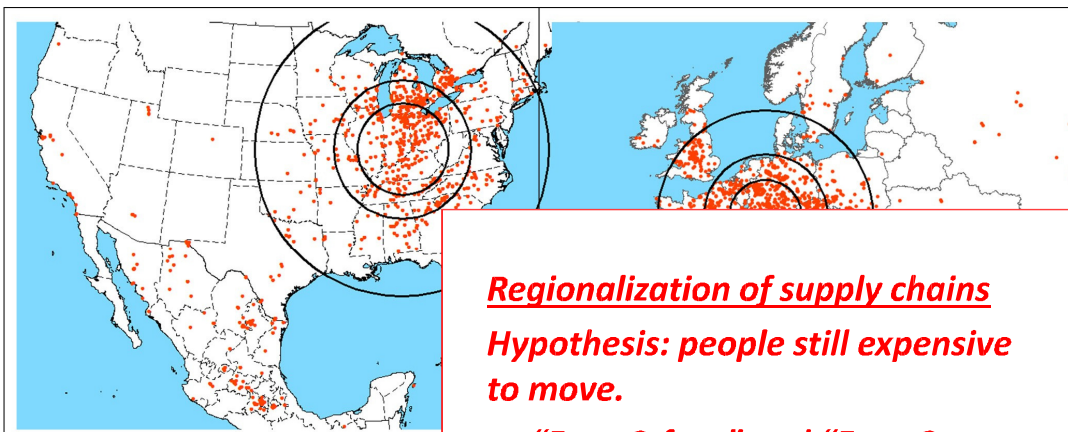 Regionalization of supply chains
Hypothesis: people still expensive
to move.